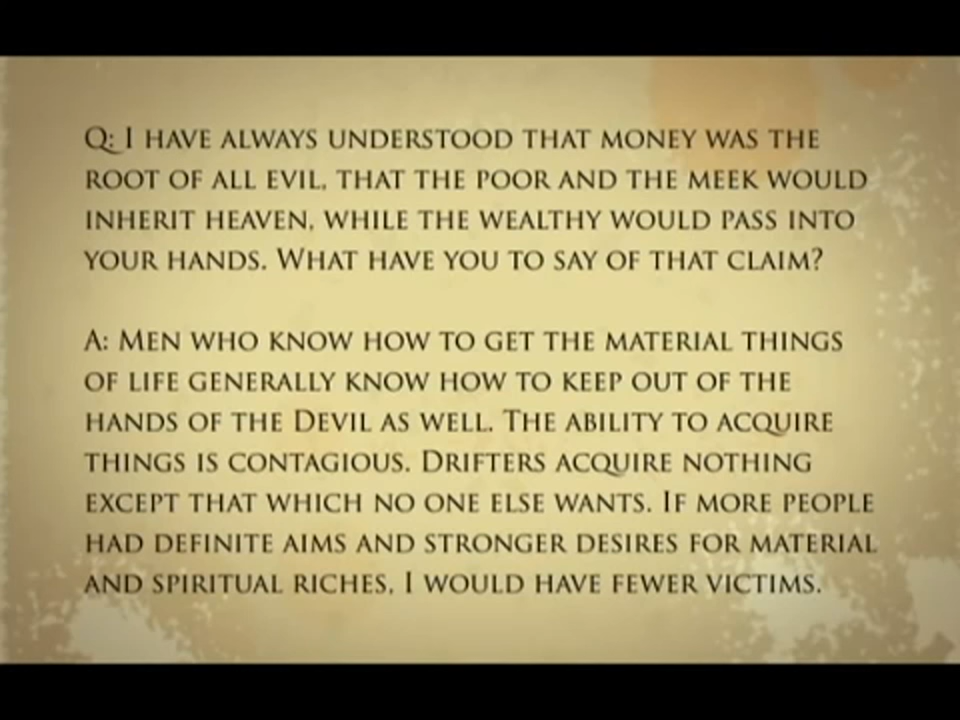 Q: I HAVE ALWAYS UNDERSTOOD THAT MONEY WAS THE
ROOT OF ALL EVIL, THAT THE POOR AND THE MEEK WOULD
INHERIT HEAVEN, WHILE THE WEALTHY WOULD PASS INTO
YOUR HANDS. WHAT HAVE YOU TO SAY OF THAT CLAIM?
A: MEN WHO KNOW HOW TO GET THE MATERIAL THINGS
OF LIFE GENERALLY KNOW HOW TO KEEP OUT OF THE
HANDS OF THE DEVIL AS WELL. THE ABILITY TO ACQUIRE
THINGS IS CONTAGIOUS. DRIFTERS ACQUIRE NOTHING
EXCEPT THAT WHICH NO ONE ELSE WANTS. IF MORE PEOPLE
HAD DEFINITE AIMS AND STRONGER DESIRES FOR MATERIAL
AND SPIRITUAL RICHES, I WOULD HAVE FEWER VICTIMS.